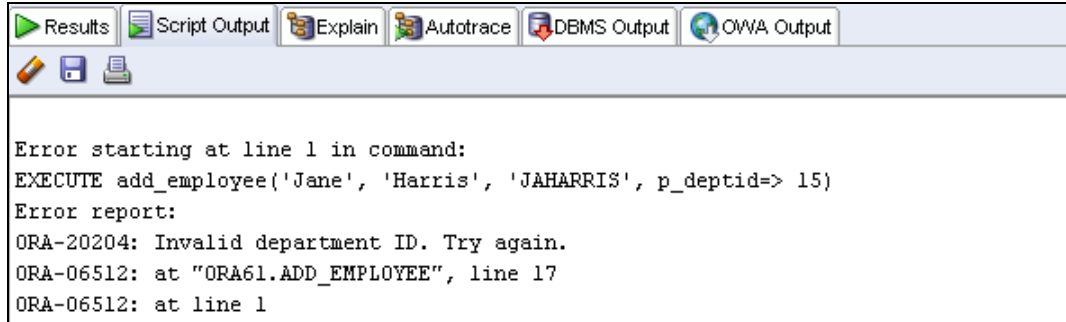 Results Script Output Explain Autotrace DBMS Output OWA Output
Error starting at line 1 in command:
EXECUTE add_employee('Jane', 'Harris', 'JAHARRIS', p_deptid=> 15)
Error report:
ORA-20204: Invalid department ID. Try again.
ORA-06512: at "ORA61.ADD_EMPLOYEE", line 17
ORA-06512: at line 1